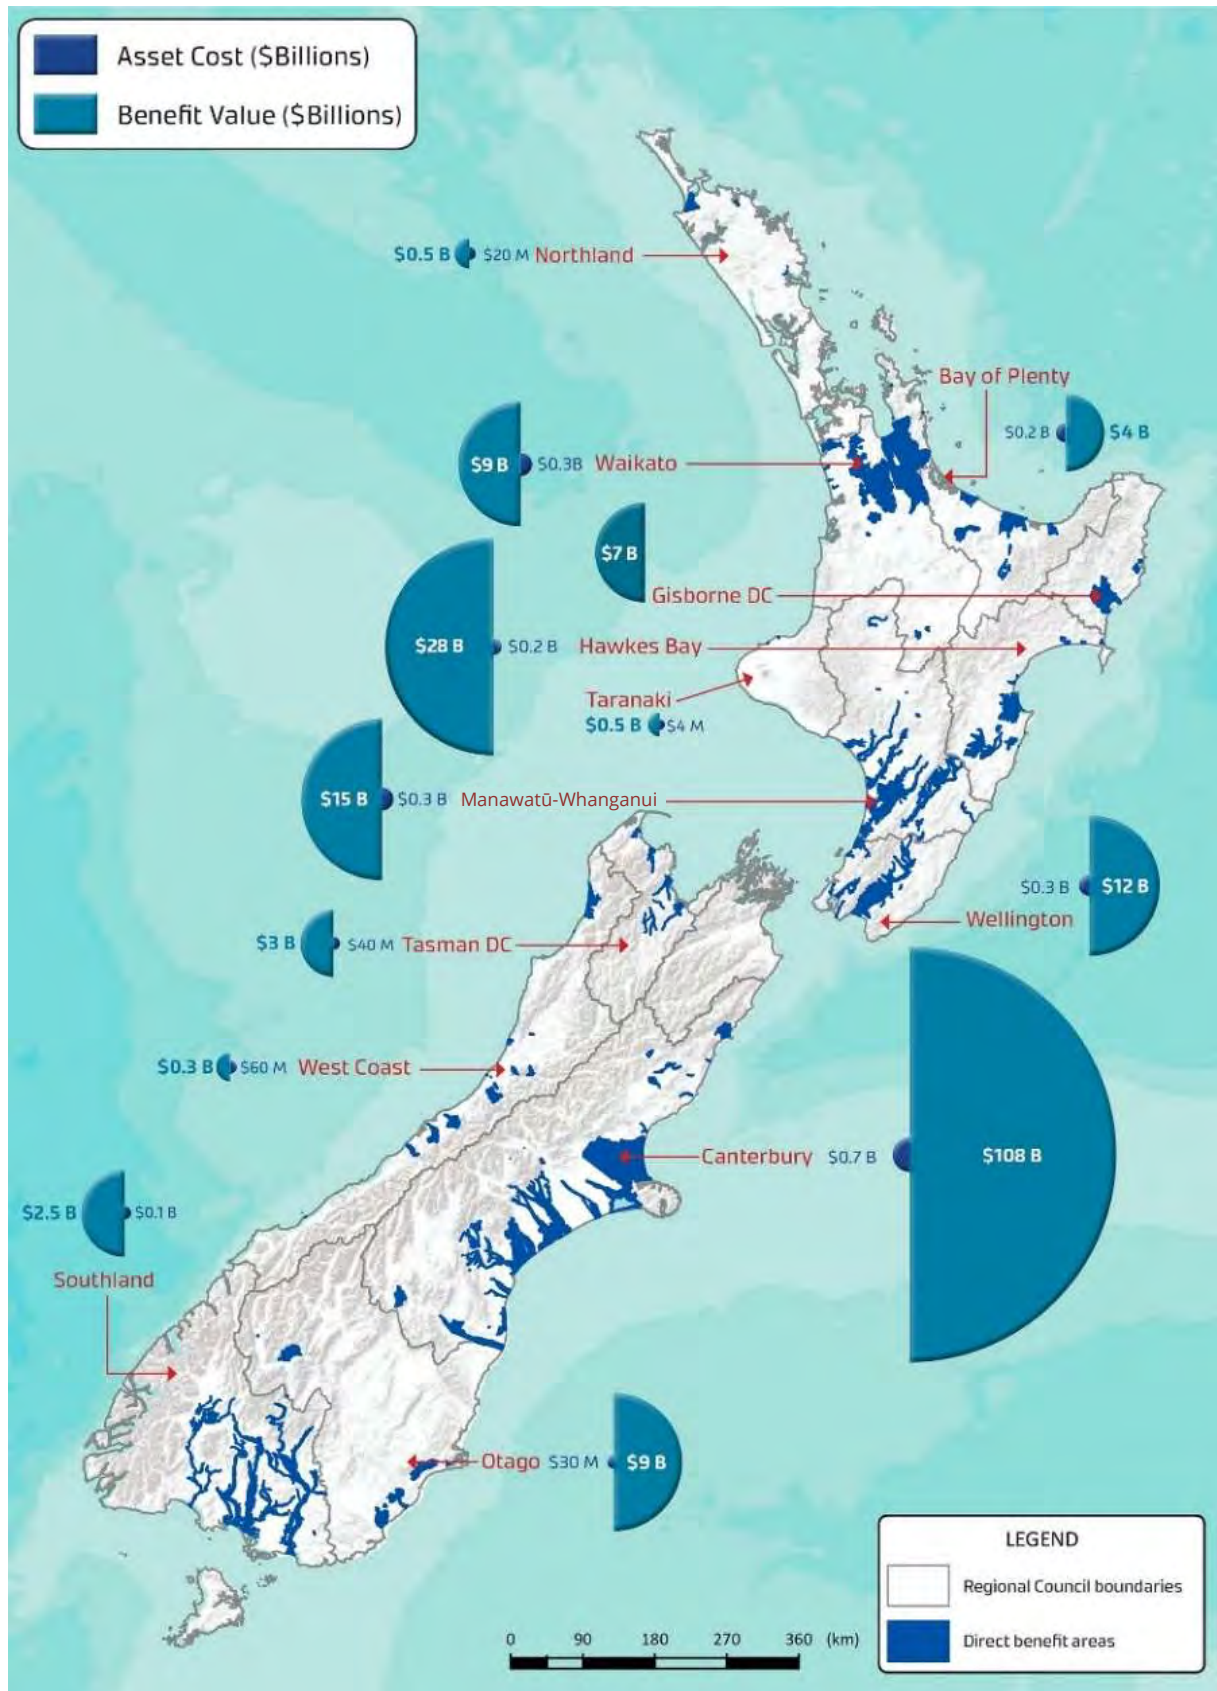 Asset Cost ($Billions)
Benefit Value ($Billions)
$0.5 B $20 M Northland
Bay of Plenty
$0.2 B $4 B
$9 B $0.3B Waikato
$7 B
Gisborne DC
$28 B $0.2 B Hawkes Bay
Taranaki
$0.5 B $4 M
$15 B $0.3 B Manawatū-Whanganui
$0.3 B $12 B
Wellington
$3 B $40 M Tasman DC
$0.3 B $60 M West Coast
Canterbury $0.7 B $108 B
$2.5 B $0.1 B
Southland
Otago $30 M $9 B
LEGEND
Regional Council boundaries
Direct benefit areas
0 90 180 270 360 (km)